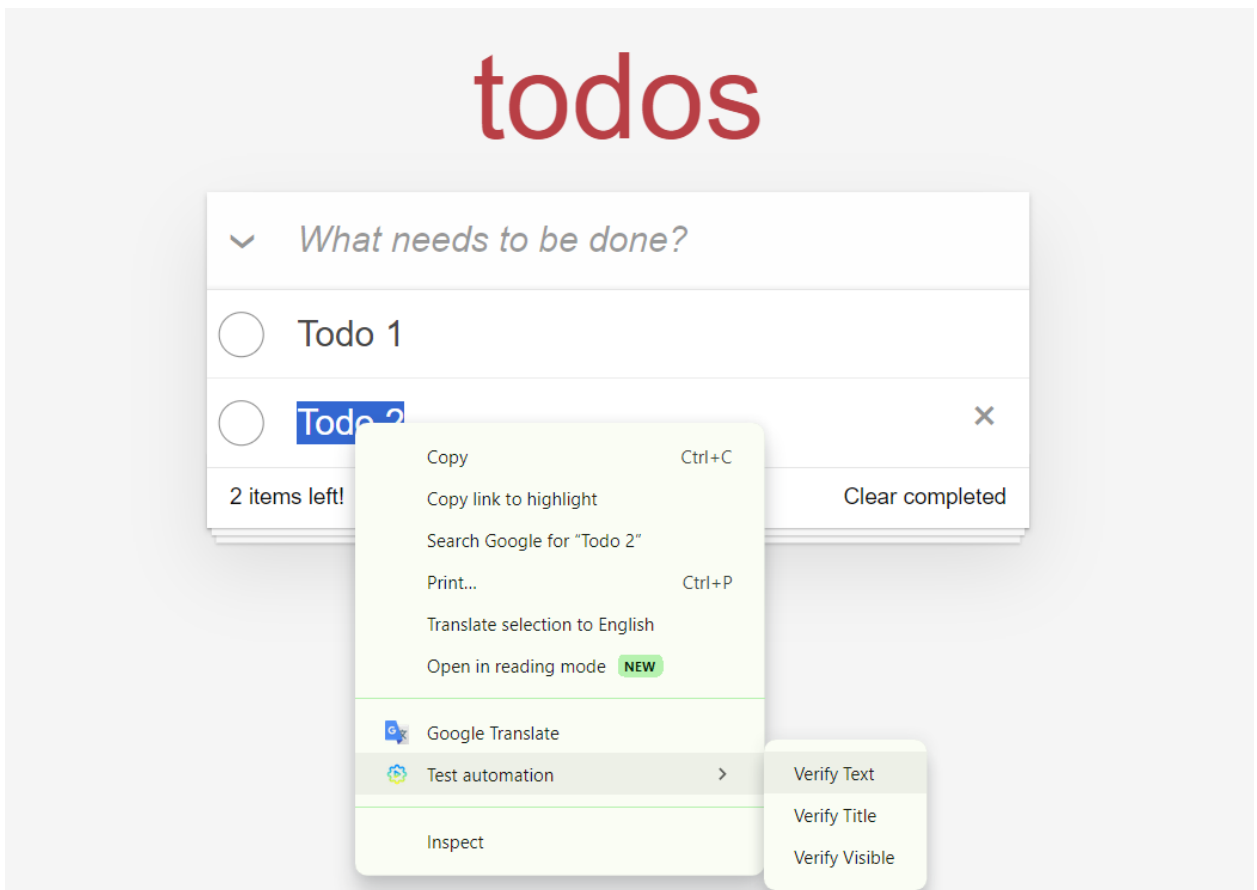 todos
What needs to be done?
Todo 1
Todo 2
2 items left!
Clear completed
Copy Ctrl+C
Copy link to highlight
Search Google for “Todo 2”
Print... Ctrl+P
Translate selection to English
Open in reading mode NEW
Google Translate
Test automation
Inspect
Verify Text
Verify Title
Verify Visible